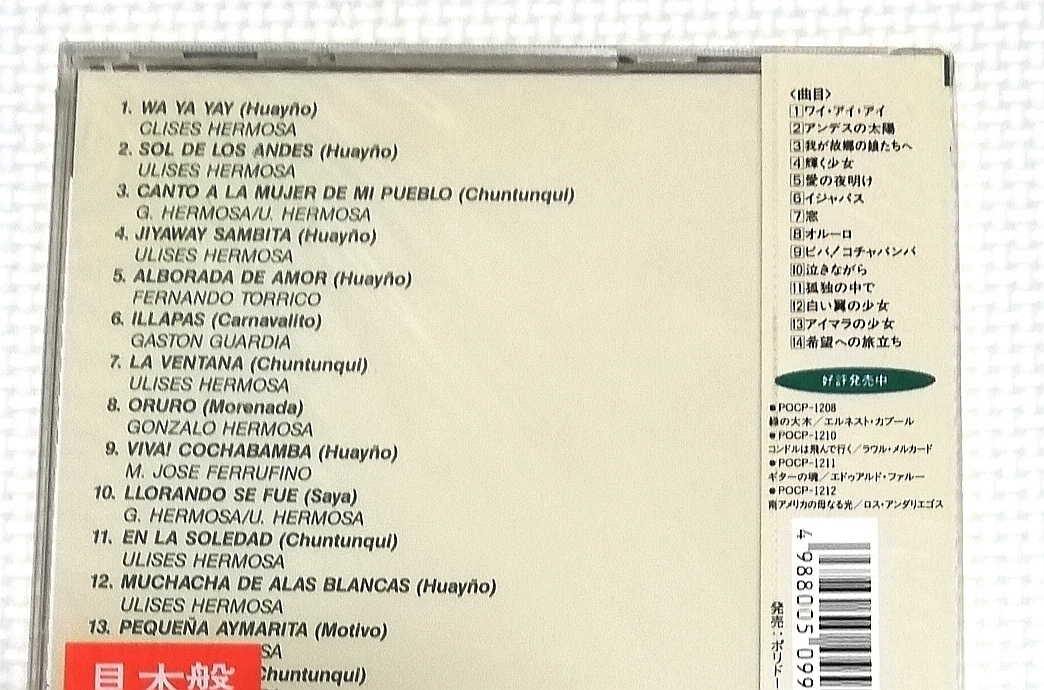 1. WA YA YAY (Huayño)
CLISES HERMOSA
2. SOL DE LOS ANDES (Huayño)
ULISES HERMOSA
3. CANTO A LA MUJER DE MI PUEBLO (Chuntunqui)
G. HERMOSA/U. HERMOSA
4. JIYAWAY SAMBITA (Huayño)
ULISES HERMOSA
5. ALBORADA DE AMOR (Huayño)
FERNANDO TORRICO
6. ILLAPAS (Carnavalito)
GASTON GUARDIA
7. LA VENTANA (Chuntunqui)
ULISES HERMOSA
8. ORURO (Morenada)
GONZALO HERMOSA
9. VIVA! COCHABAMBA (Huayño)
M. JOSE FERRUFINO
10. LLORANDO SE FUE (Saya)
G. HERMOSA/U. HERMOSA
11. EN LA SOLEDAD (Chuntunqui)
ULISES HERMOSA
12. MUCHACHA DE ALAS BLANCAS (Huayño)
ULISES HERMOSA
13. PEQUEÑA AYMARITA (Motivo)
SA
(Chuntunqui)
見本盤
〈曲目〉
1 ワイ・アイ・アイ
2 アンデスの太陽
3 我が故郷の娘たちへ
4 輝く少女
5 愛の夜明け
6 イジャパス
7 窓
8 オルーロ
9 ビバ!コチャバンバ
10 泣きながら
11 孤独の中で
12 白い翼の少女
13 アイマラの少女
14 希望への旅立ち
好評発売中
●POCP-1208
緑の大木/エルネスト・カブール
●POCP-1210
コンドルは飛んで行く/ラウル・メルカード
●POCP-1211
ギターの魂/エドゥアルド・ファルー
●POCP-1212
南アメリカの母なる光/ロス・アンダリエゴス
4 988005 099
発売:ポリドー